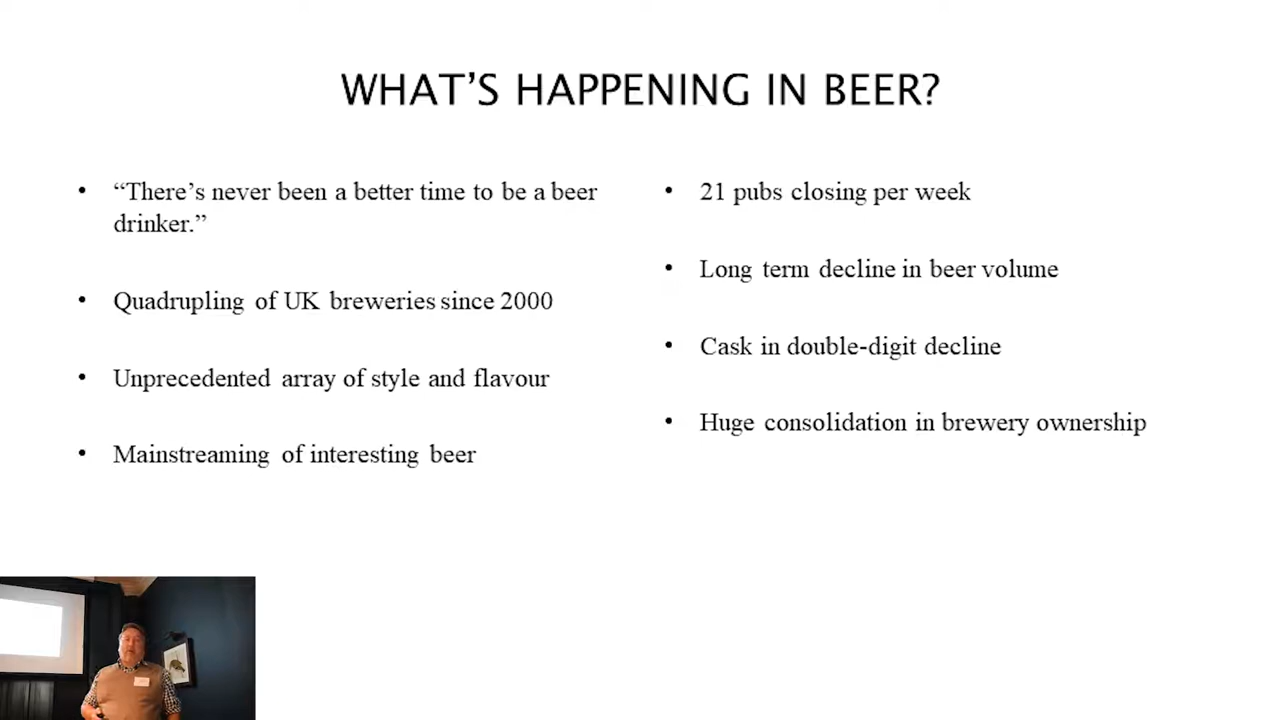 WHAT’S HAPPENING IN BEER?
• “There’s never been a better time to be a beer
drinker.”
• Quadrupling of UK breweries since 2000
• Unprecedented array of style and flavour
• Mainstreaming of interesting beer
• 21 pubs closing per week
• Long term decline in beer volume
• Cask in double-digit decline
• Huge consolidation in brewery ownership